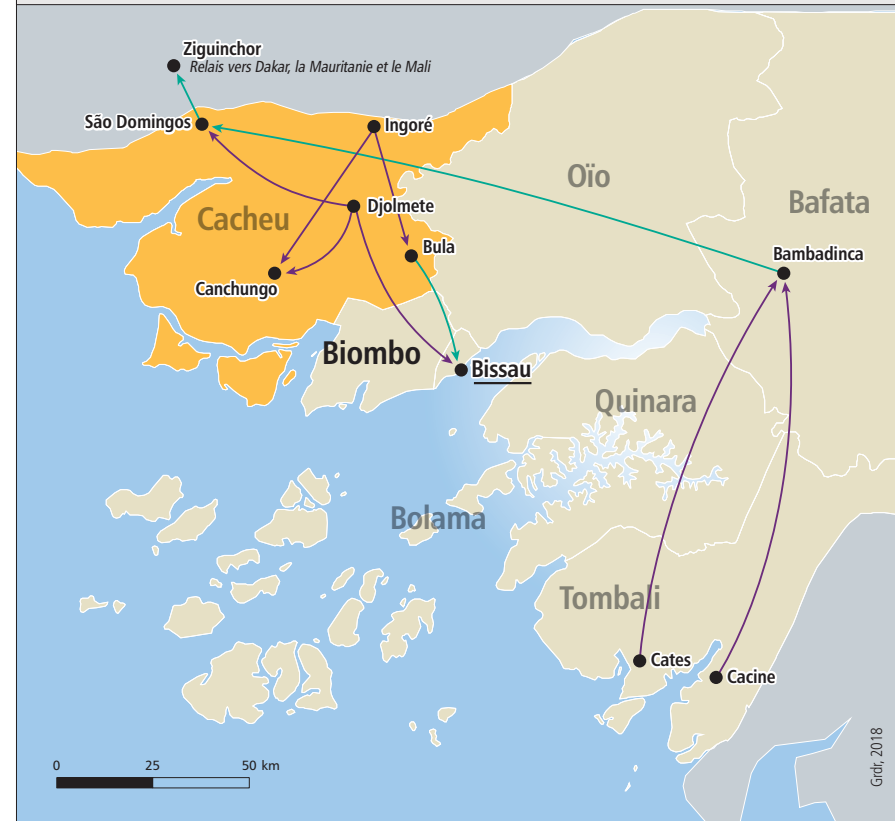 Ziguinchor
Relais vers Dakar, la Mauritanie et le Mali
São Domingos
Ingoré
Oïo
Djolmete
Bafata
Cacheu
Bula
Bambadinca
Canchungo
Biombo
Bissau
Quinara
Bolama
Tombali
Cates
Cacine
0 25 50 km
Grdr, 2018